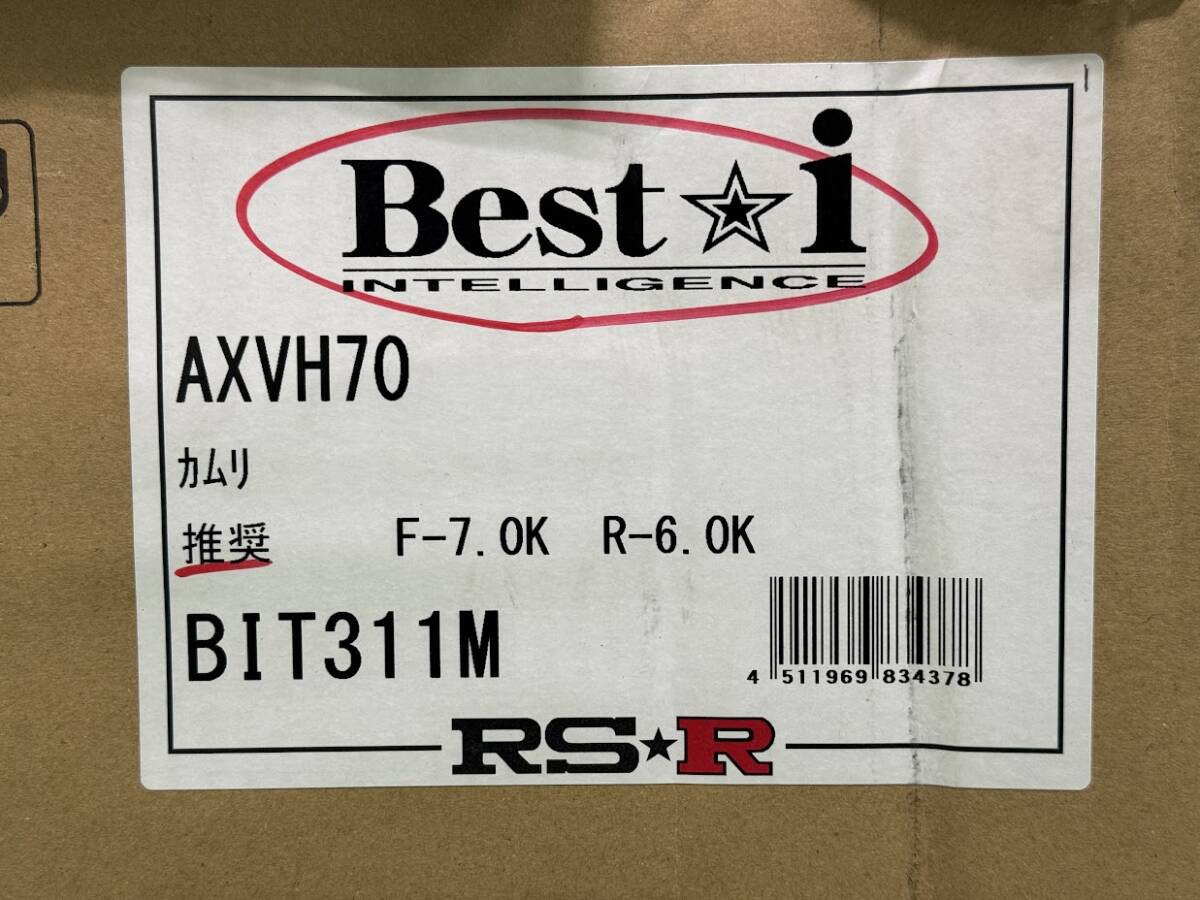 Best☆i
INTELLIGENCE
AXVH70
カムリ
推奨 F-7.0K R-6.0K
BIT311M
4 511969 834378
RS★R